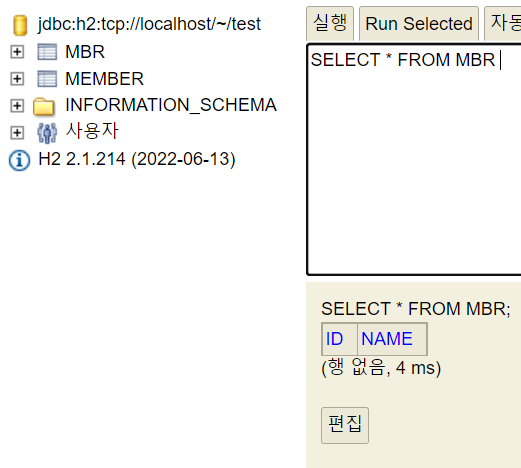 jdbc:h2:tcp://localhost/~/test
MBR
MEMBER
INFORMATION_SCHEMA
사용자
H2 2.1.214 (2022-06-13)
실행 Run Selected 자동
SELECT * FROM MBR
SELECT * FROM MBR;
ID NAME
(행 없음, 4 ms)
편집